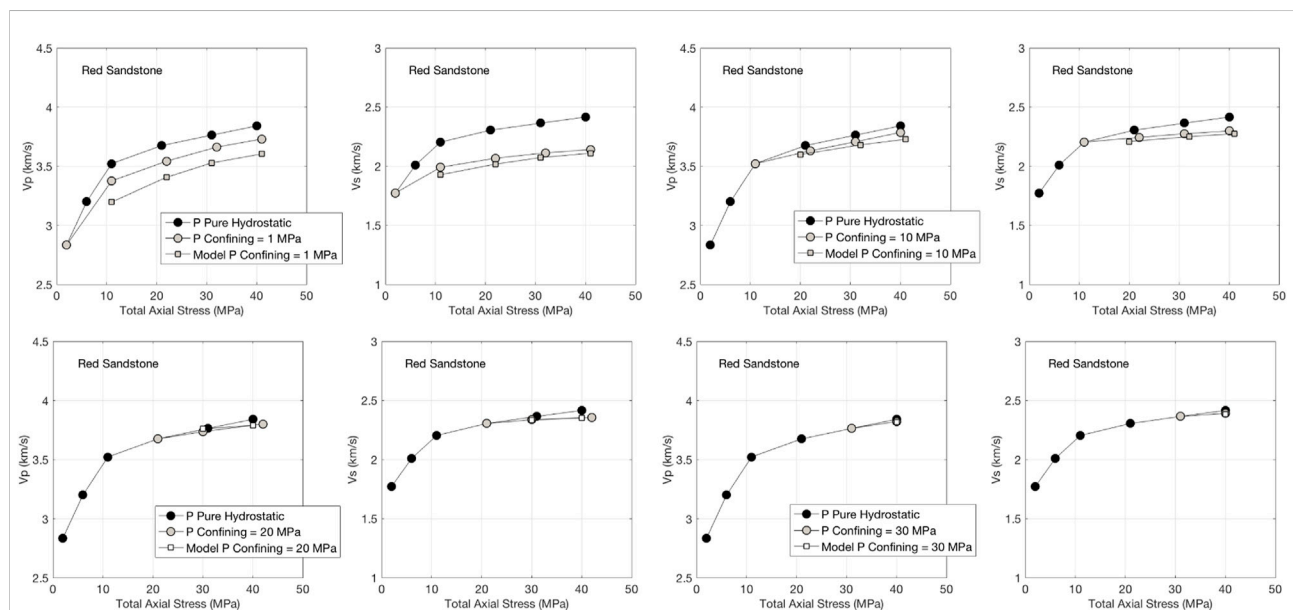 4.5
4
3.5
3
2.5
Vp (km/s)
Red Sandstone
P Pure Hydrostatic
P Confining = 1 MPa
Model P Confining = 1 MPa
0 10 20 30 40 50
Total Axial Stress (MPa)
3
2.5
2
1.5
1
Vs (km/s)
Red Sandstone
0 10 20 30 40 50
Total Axial Stress (MPa)
4.5
4
3.5
3
2.5
Vp (km/s)
Red Sandstone
P Pure Hydrostatic
P Confining = 10 MPa
Model P Confining = 10 MPa
0 10 20 30 40 50
Total Axial Stress (MPa)
3
2.5
2
1.5
1
Vs (km/s)
Red Sandstone
0 10 20 30 40 50
Total Axial Stress (MPa)
4.5
4
3.5
3
2.5
Vp (km/s)
Red Sandstone
P Pure Hydrostatic
P Confining = 20 MPa
Model P Confining = 20 MPa
0 10 20 30 40 50
Total Axial Stress (MPa)
3
2.5
2
1.5
1
Vs (km/s)
Red Sandstone
0 10 20 30 40 50
Total Axial Stress (MPa)
4.5
4
3.5
3
2.5
Vp (km/s)
Red Sandstone
P Pure Hydrostatic
P Confining = 30 MPa
Model P Confining = 30 MPa
0 10 20 30 40 50
Total Axial Stress (MPa)
3
2.5
2
1.5
1
Vs (km/s)
Red Sandstone
0 10 20 30 40 50
Total Axial Stress (MPa)